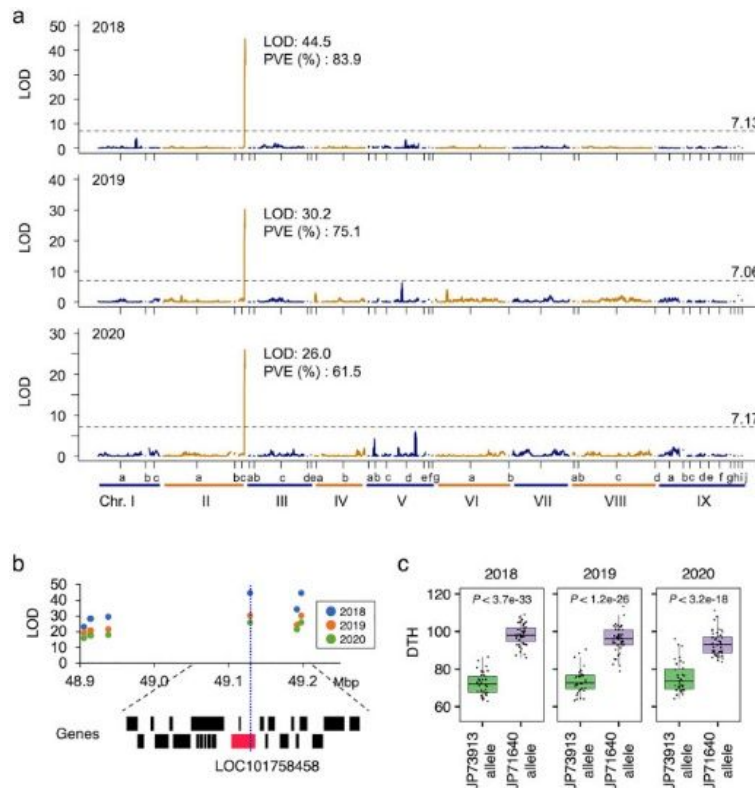 a
2018
LOD: 44.5
PVE (%) : 83.9
LOD
50
40
30
20
10
0
7.13
2019
LOD: 30.2
PVE (%) : 75.1
LOD
40
30
20
10
0
7.06
2020
LOD: 26.0
PVE (%) : 61.5
LOD
30
20
10
0
7.17
a b c a b c a b c d e a b a b c d e f g a b a b c d a b c d e f g h i j
Chr. I II III IV V VI VII VIII IX
b
LOD
50
40
30
20
10
0
2018
2019
2020
48.9 49.0 49.1 49.2 Mbp
Genes
LOC101758458
c
2018 2019 2020
P < 3.7e-33 P < 1.2e-26 P < 3.2e-18
DTH
120
100
80
60
JP73913 allele
JP71640 allele
JP73913 allele
JP71640 allele
JP73913 allele
JP71640 allele